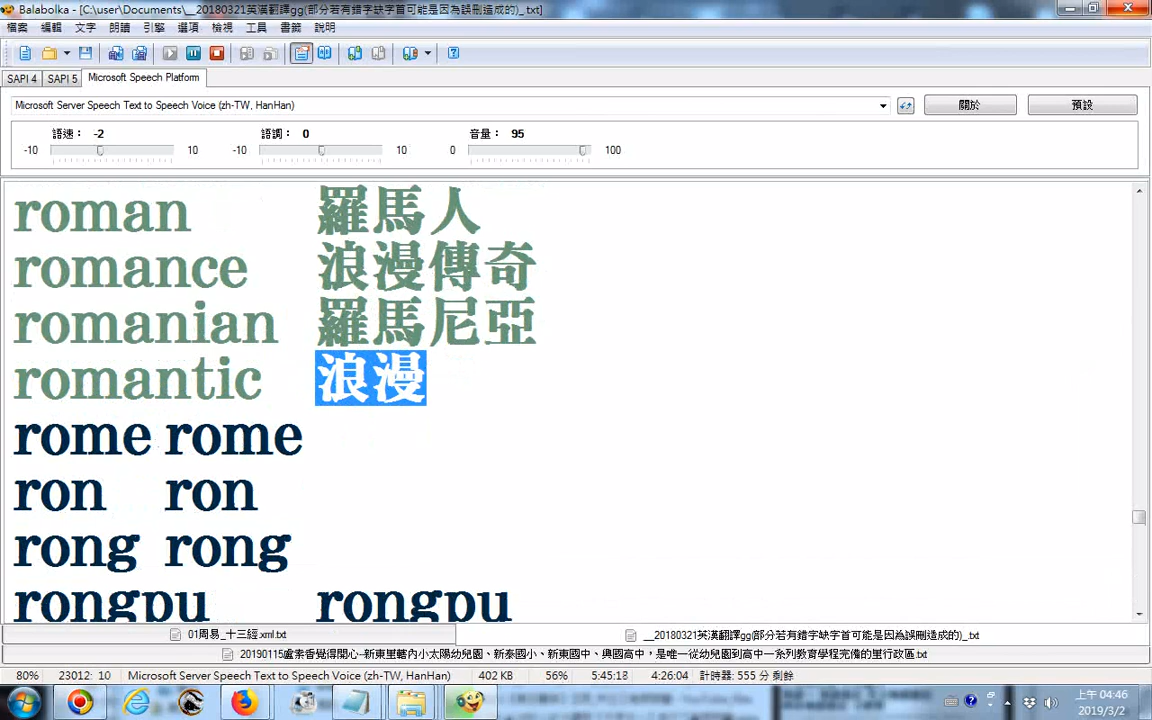 Balabolka - [C:\user\Documents\__20180321英漢翻譯gg(部分若有錯字缺字首可能是因為誤刪造成的)_.txt]
檔案 編輯 文字 朗讀 引擎 選項 檢視 工具 書籤 說明
SAPI 4 SAPI 5 Microsoft Speech Platform
Microsoft Server Speech Text to Speech Voice (zh-TW, HanHan) 關於 預設
語速： -2 語調： 0 音量： 95
-10 10 -10 10 0 100
roman 羅馬人
romance 浪漫傳奇
romanian 羅馬尼亞
romantic 浪漫
rome rome
ron ron
rong rong
rongpu rongpu
01周易_十三經.xml.txt __20180321英漢翻譯gg(部分若有錯字缺字首可能是因為誤刪造成的)_.txt
20190115盧素香覺得開心-新東里轄內小太陽幼兒園、新泰國小、新東國中、興國高中，是唯一從幼兒園到高中一系列教育學程完備的里行政區.txt
80% 23012: 10 Microsoft Server Speech Text to Speech Voice (zh-TW, HanHan) 402 KB 56% 5:45:18 4:26:04 計時器： 555 分 剩餘
上午 04:46
2019/3/2